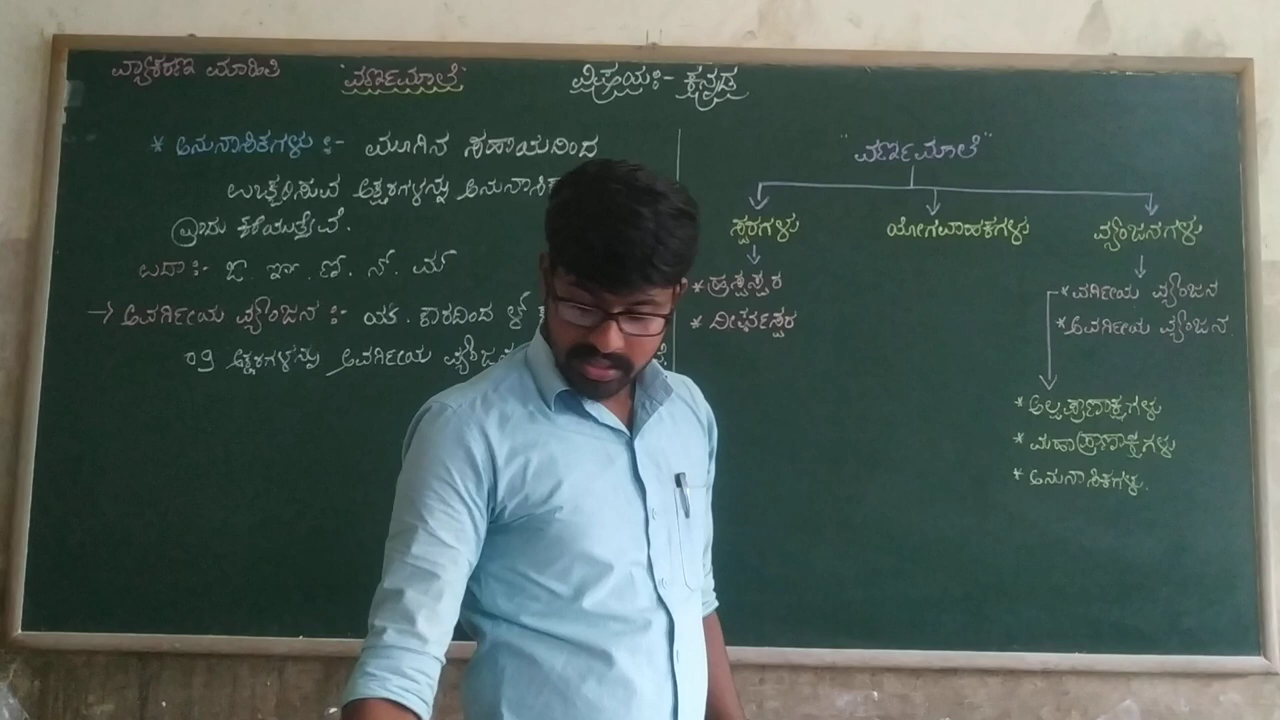 ವ್ಯಾಕರಣ ಮಾಹಿತಿ "ವರ್ಣಮಾಲೆ" ವಿಷಯ:- ಕನ್ನಡ
* ಅನುನಾಸಿಕಗಳು :- ಮೂಗಿನ ಸಹಾಯದಿಂದ
ಉಚ್ಚರಿಸುವ ಅಕ್ಷರಗಳನ್ನು
ಎಂದು ಕರೆಯುತ್ತೇವೆ.
ಉದಾ :- ಙ. ಞ. ಣ. ನ್. ಮ್
→ ಅವರ್ಗೀಯ ವ್ಯಂಜನ :- ಯ್. ಕಾರದಿಂದ ಳ್
೦೨ ಅಕ್ಷರಗಳನ್ನು ಅವರ್ಗೀಯ
"ವರ್ಣಮಾಲೆ"
ಸ್ವರಗಳು ಯೋಗವಾಹಕಗಳು ವ್ಯಂಜನಗಳು
* ಹ್ರಸ್ವಸ್ವರ
* ದೀರ್ಘಸ್ವರ
* ವರ್ಗೀಯ ವ್ಯಂಜನ
* ಅವರ್ಗೀಯ ವ್ಯಂಜನ.
* ಅಲ್ಪಪ್ರಾಣಾಕ್ಷರಗಳು
* ಮಹಾಪ್ರಾಣಾಕ್ಷರಗಳು
* ಅನುನಾಸಿಕಗಳು.